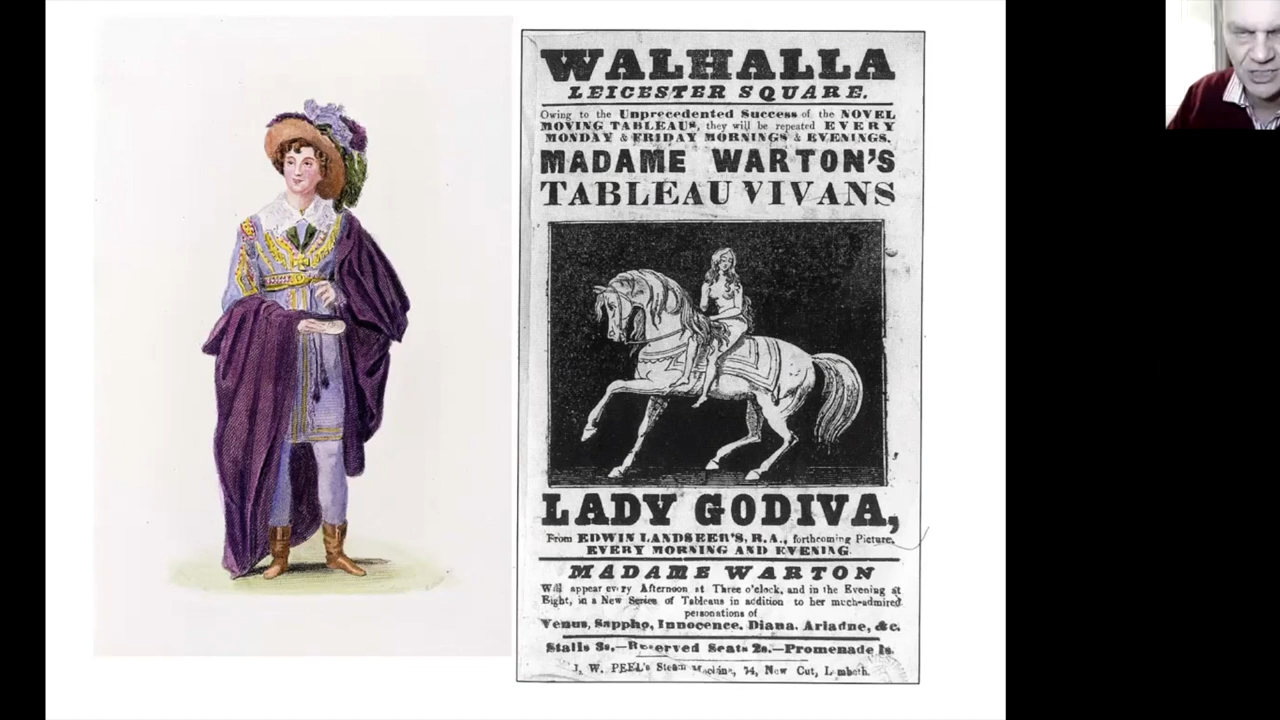 WALHALLA
LEICESTER SQUARE.
Owing to the Unprecedented Success of the NOVEL
MOVING TABLEAUS, they will be repeated EVERY
MONDAY & FRIDAY MORNINGS & EVENINGS.
MADAME WARTON'S
TABLEAU VIVANS
LADY GODIVA,
From EDWIN LANDSEER'S, R.A., forthcoming Picture,
EVERY MORNING AND EVENING.
MADAME WARTON
Will appear every Afternoon at Three o'clock, and in the Evening at
Eight, in a New Series of Tableaus in addition to her much-admired
personations of
Venus, Sappho, Innocence, Diana, Ariadne, &c.
Stalls 3s.—Reserved Seats 2s.—Promenade 1s.
J. W. PEEL's Steam 74, New Cut, Lambeth.